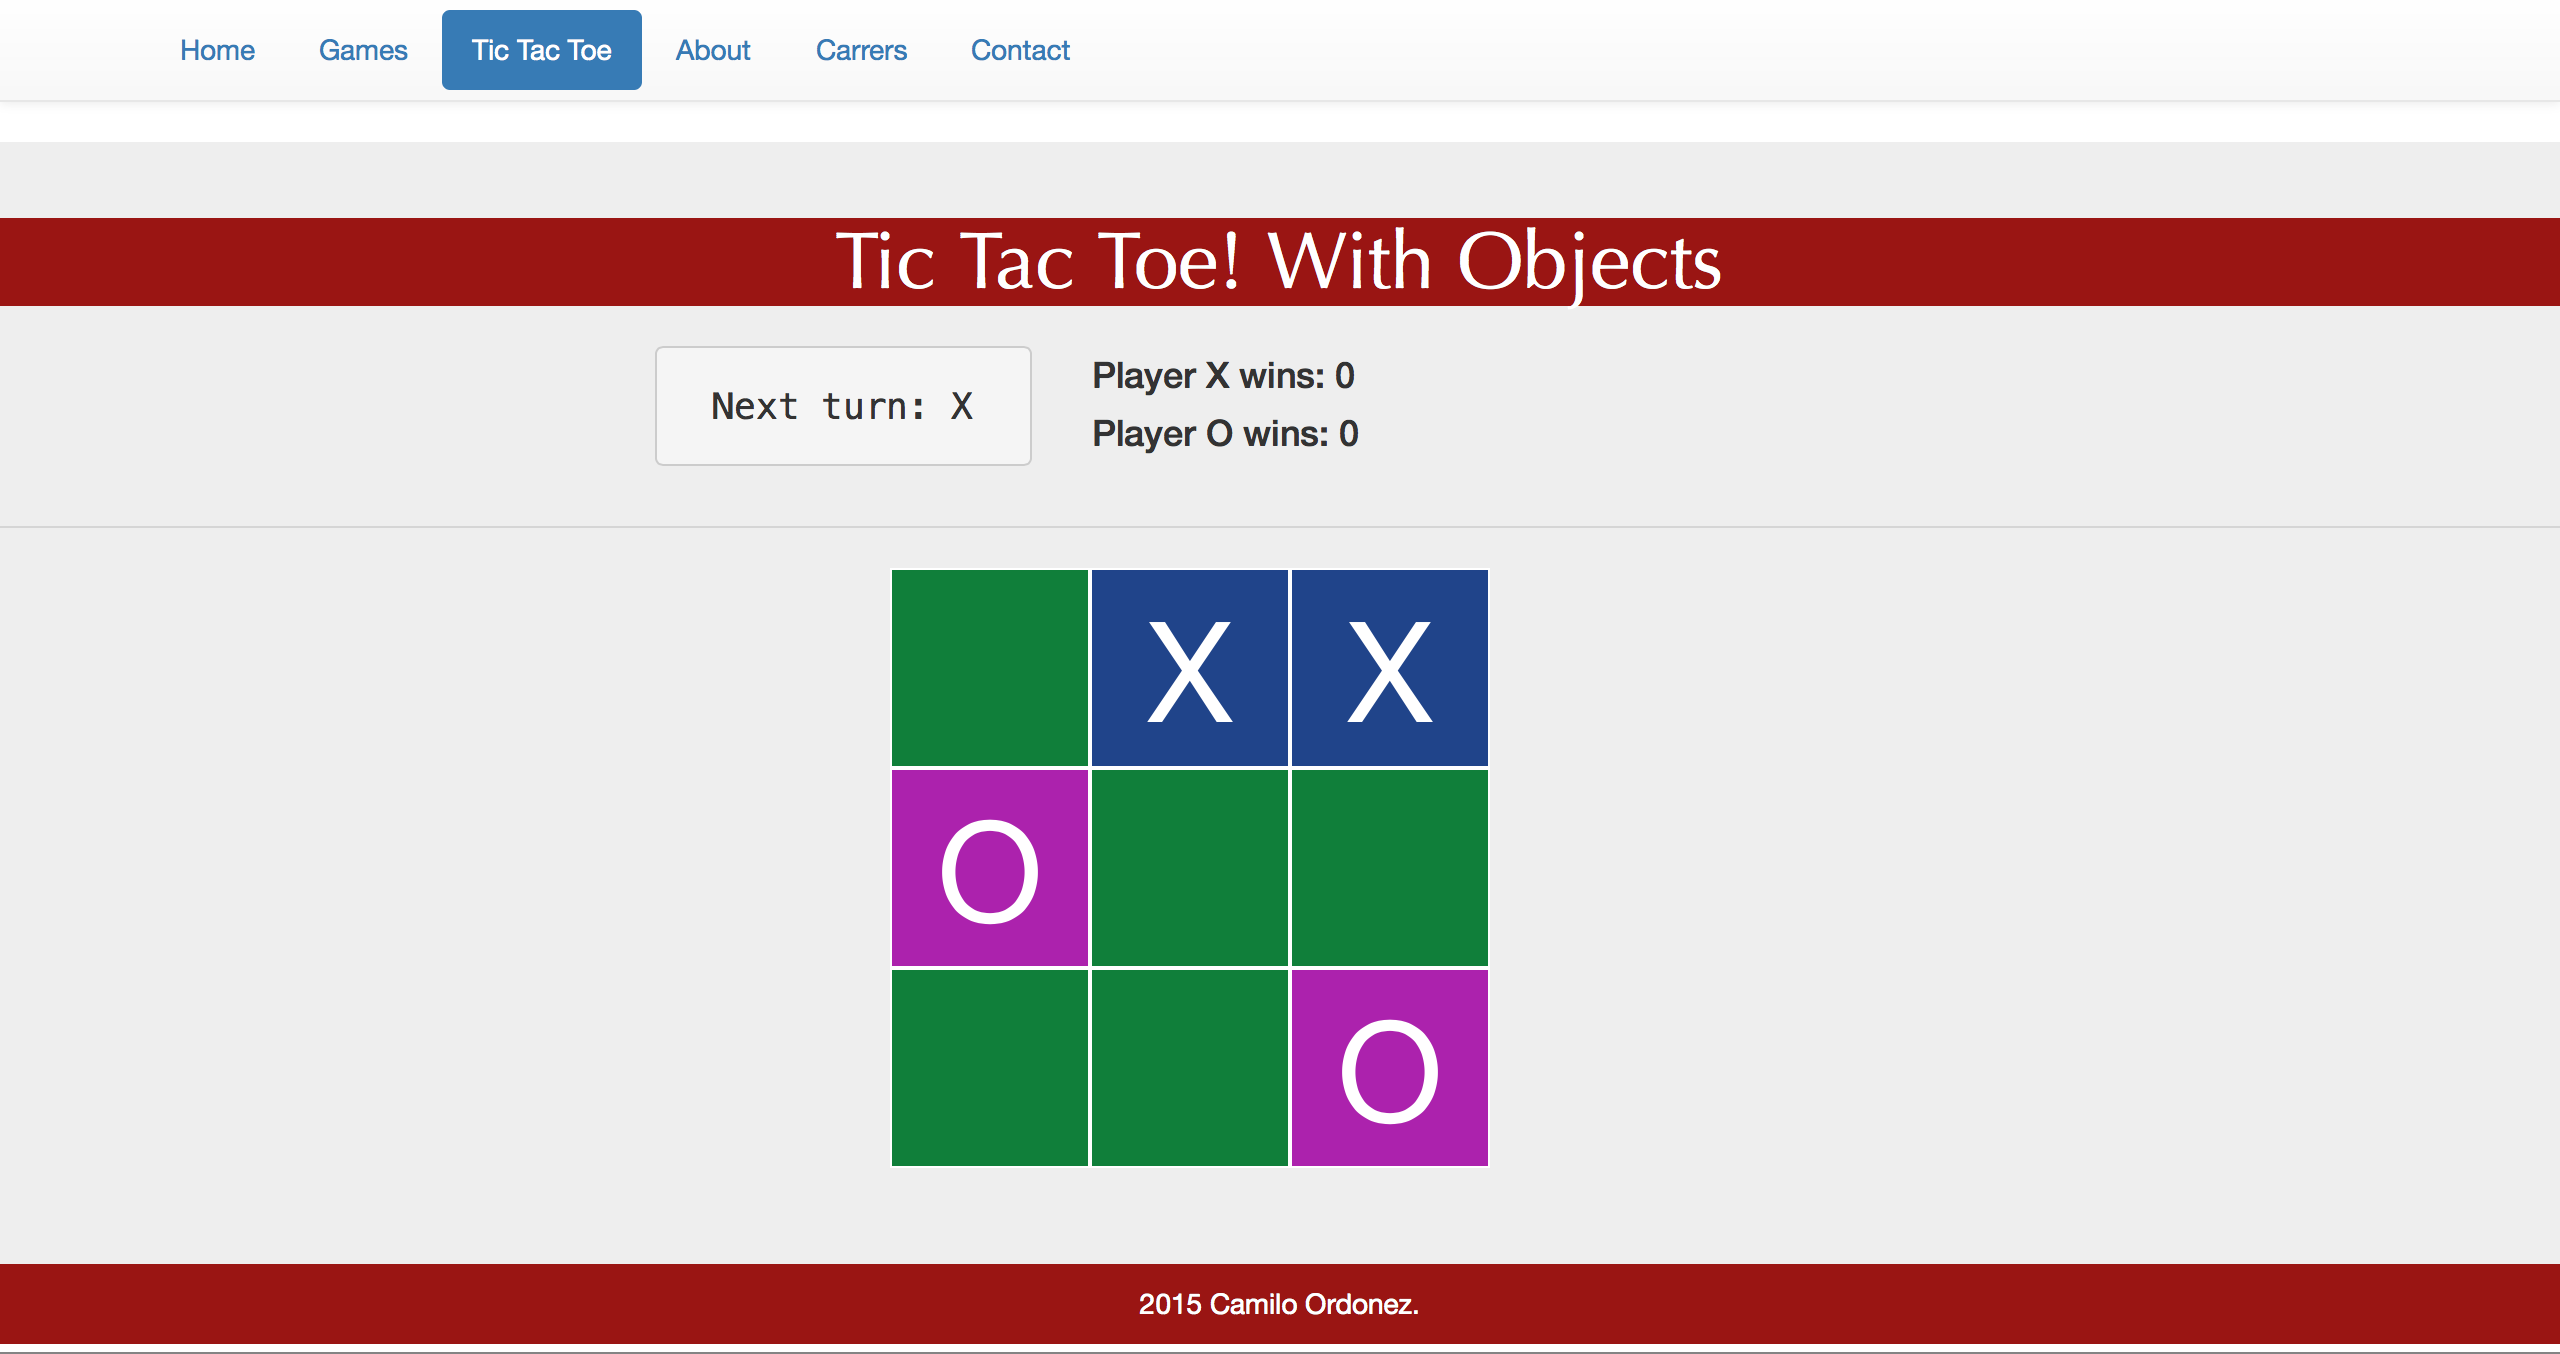 Home Games Tic Tac Toe About Carrers Contact
Tic Tac Toe! With Objects
Next turn: X
Player X wins: 0
Player O wins: 0
X X
O
O
2015 Camilo Ordonez.